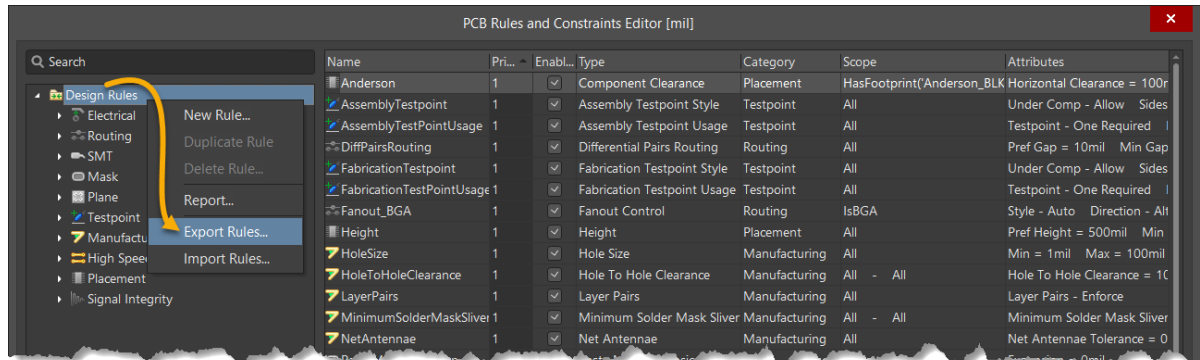 PCB Rules and Constraints Editor [mil]
Search
Name Pri... Enabl... Type Category Scope Attributes
Design Rules
Electrical
Routing
SMT
Mask
Plane
Testpoint
Manufactu
High Speed
Placement
Signal Integrity
New Rule...
Duplicate Rule
Delete Rule...
Report...
Export Rules...
Import Rules...
Anderson 1 Component Clearance Placement HasFootprint('Anderson_BLK Horizontal Clearance = 100
AssemblyTestpoint 1 Assembly Testpoint Style Testpoint All Under Comp - Allow Sides
AssemblyTestPointUsage 1 Assembly Testpoint Usage Testpoint All Testpoint - One Required
DiffPairsRouting 1 Differential Pairs Routing Routing All Pref Gap = 10mil Min Gap
FabricationTestpoint 1 Fabrication Testpoint Style Testpoint All Under Comp - Allow Sides
FabricationTestPointUsage 1 Fabrication Testpoint Usage Testpoint All Testpoint - One Required
Fanout_BGA 1 Fanout Control Routing IsBGA Style - Auto Direction - Alt
Height 1 Height Placement All Pref Height = 500mil Min
HoleSize 1 Hole Size Manufacturing All Min = 1mil Max = 100mil
HoleToHoleClearance 1 Hole To Hole Clearance Manufacturing All - All Hole To Hole Clearance = 10
LayerPairs 1 Layer Pairs Manufacturing All Layer Pairs - Enforce
MinimumSolderMaskSliver 1 Minimum Solder Mask Sliver Manufacturing All - All Minimum Solder Mask Sliver
NetAntennae 1 Net Antennae Manufacturing All Net Antennae Tolerance = 0